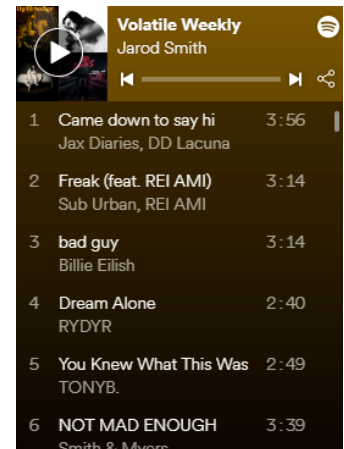 Volatile Weekly
Jarod Smith
1 Came down to say hi 3:56
Jax Diaries, DD Lacuna
2 Freak (feat. REI AMI) 3:14
Sub Urban, REI AMI
3 bad guy 3:14
Billie Eilish
4 Dream Alone 2:40
RYDYR
5 You Knew What This Was 2:49
TONYB.
6 NOT MAD ENOUGH 3:39
Smith & Myers